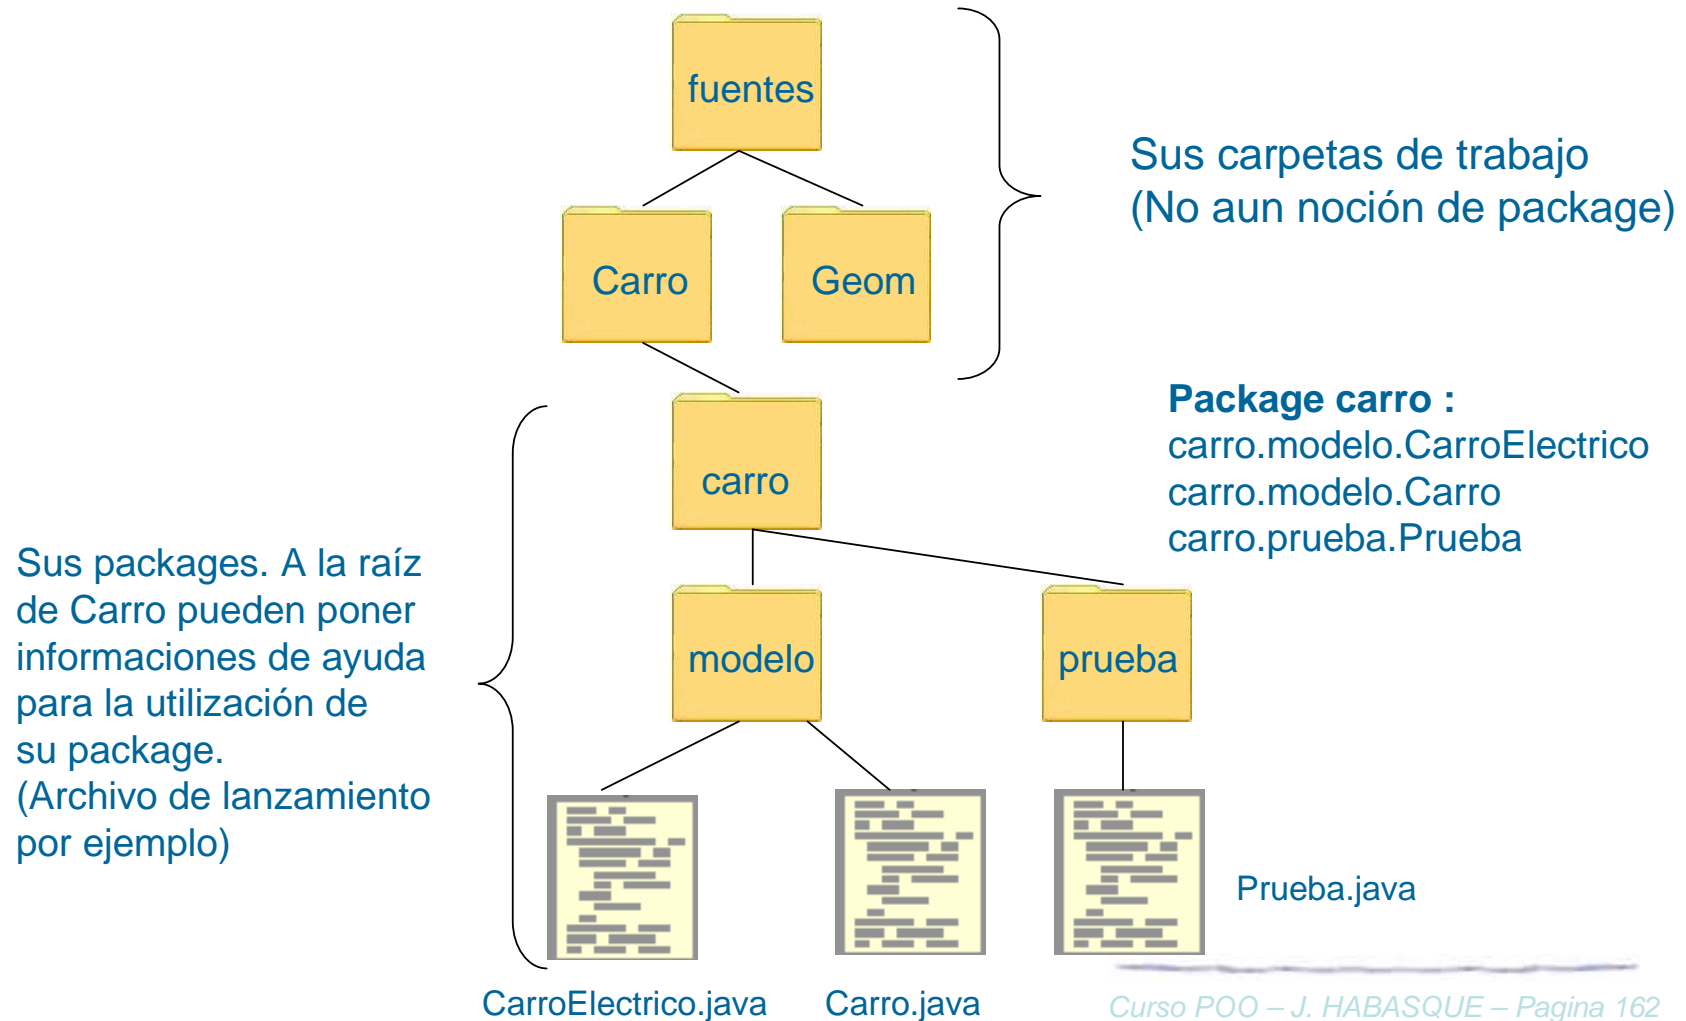 fuentes
Sus carpetas de trabajo
(No aun noción de package)
Carro
Geom
Package carro :
carro.modelo.CarroElectrico
carro.modelo.Carro
carro.prueba.Prueba
carro
Sus packages. A la raíz
de Carro pueden poner
informaciones de ayuda
para la utilización de
su package.
(Archivo de lanzamiento
por ejemplo)
modelo
prueba
Prueba.java
CarroElectrico.java
Carro.java
Curso POO – J. HABASQUE – Pagina 162